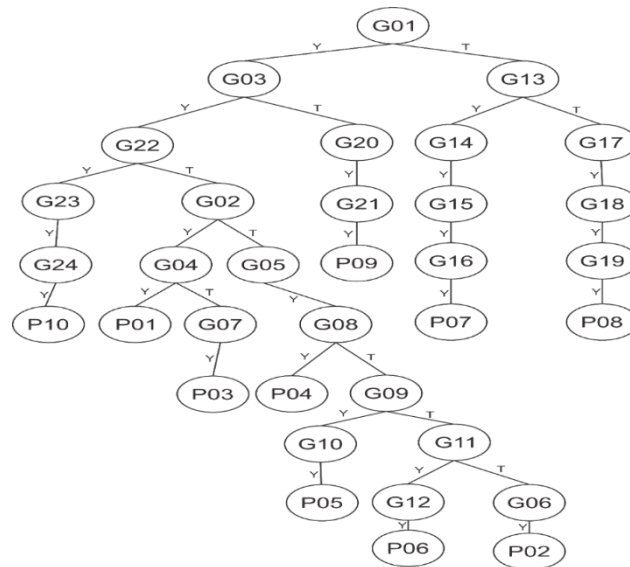 G01
Y T
G03 G13
Y T Y T
G22 G20 G14 G17
Y T Y Y Y
G23 G02 G21 G15 G18
Y Y T Y Y Y
G24 G04 G05 P09 G16 G19
Y Y T Y Y Y
P10 P01 G07 G08 P07 P08
Y Y T
P03 P04 G09
Y T
G10 G11
Y Y T
P05 G12 G06
Y Y
P06 P02